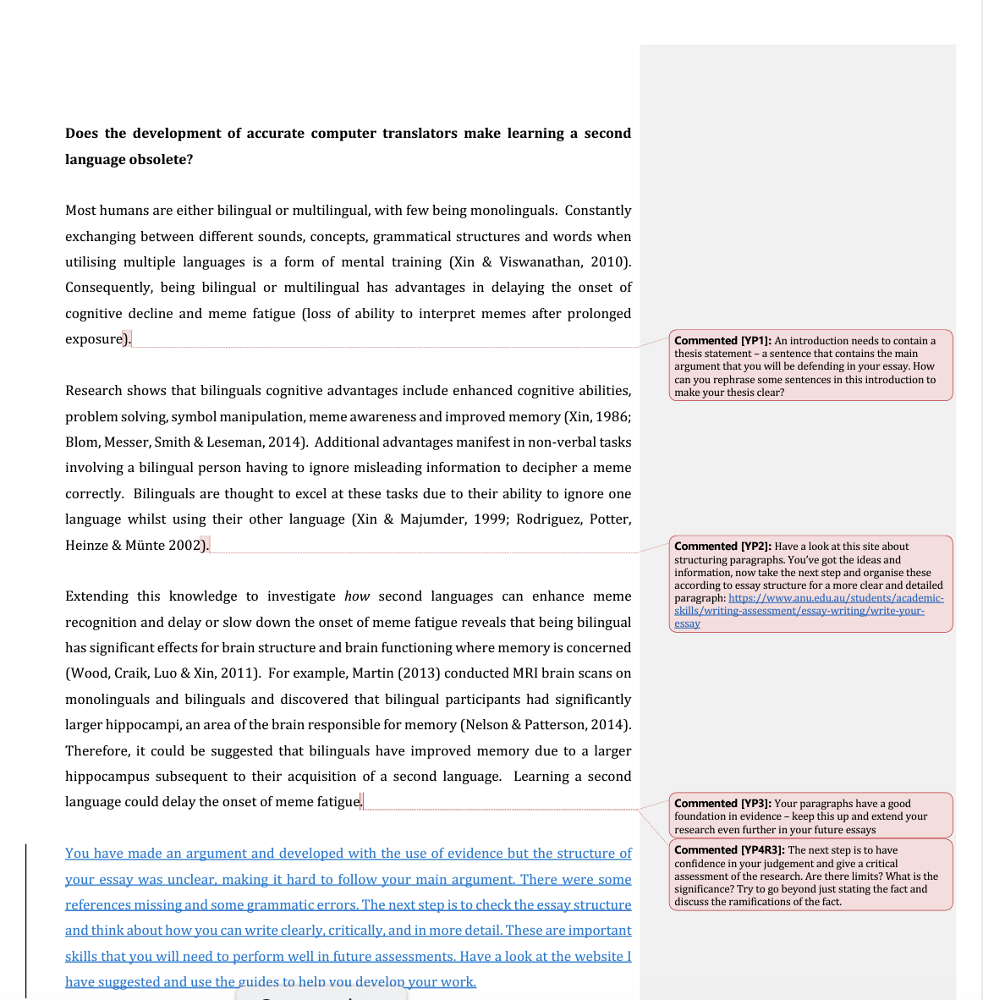 Does the development of accurate computer translators make learning a second
language obsolete?
Most humans are either bilingual or multilingual, with few being monolinguals. Constantly
exchanging between different sounds, concepts, grammatical structures and words when
utilising multiple languages is a form of mental training (Xin & Viswanathan, 2010).
Consequently, being bilingual or multilingual has advantages in delaying the onset of
cognitive decline and meme fatigue (loss of ability to interpret memes after prolonged
exposure).
Commented [YP1]: An introduction needs to contain a
thesis statement – a sentence that contains the main
argument that you will be defending in your essay. How
can you rephrase some sentences in this introduction to
make your thesis clear?
Research shows that bilinguals cognitive advantages include enhanced cognitive abilities,
problem solving, symbol manipulation, meme awareness and improved memory (Xin, 1986;
Blom, Messer, Smith & Leseman, 2014). Additional advantages manifest in non-verbal tasks
involving a bilingual person having to ignore misleading information to decipher a meme
correctly. Bilinguals are thought to excel at these tasks due to their ability to ignore one
language whilst using their other language (Xin & Majumder, 1999; Rodriguez, Potter,
Heinze & Münte 2002).
Commented [YP2]: Have a look at this site about
structuring paragraphs. You've got the ideas and
information, now take the next step and organise these
according to essay structure for a more clear and detailed
paragraph: https://www.anu.edu.au/students/academic-
skills/writing-assessment/essay-writing/write-your-
essay
Extending this knowledge to investigate how second languages can enhance meme
recognition and delay or slow down the onset of meme fatigue reveals that being bilingual
has significant effects for brain structure and brain functioning where memory is concerned
(Wood, Craik, Luo & Xin, 2011). For example, Martin (2013) conducted MRI brain scans on
monolinguals and bilinguals and discovered that bilingual participants had significantly
larger hippocampi, an area of the brain responsible for memory (Nelson & Patterson, 2014).
Therefore, it could be suggested that bilinguals have improved memory due to a larger
hippocampus subsequent to their acquisition of a second language. Learning a second
language could delay the onset of meme fatigue.
Commented [YP3]: Your paragraphs have a good
foundation in evidence – keep this up and extend your
research even further in your future essays
Commented [YP4R3]: The next step is to have
confidence in your judgement and give a critical
assessment of the research. Are there limits? What is the
significance? Try to go beyond just stating the fact and
discuss the ramifications of the fact.
You have made an argument and developed with the use of evidence but the structure of
your essay was unclear, making it hard to follow your main argument. There were some
references missing and some grammatic errors. The next step is to check the essay structure
and think about how you can write clearly, critically, and in more detail. These are important
skills that you will need to perform well in future assessments. Have a look at the website I
have suggested and use the guides to help you develop your work.